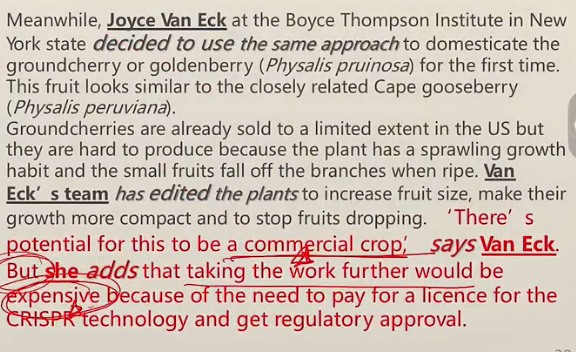 Meanwhile, Joyce Van Eck at the Boyce Thompson Institute in New
York state decided to use the same approach to domesticate the
groundcherry or goldenberry (Physalis pruinosa) for the first time.
This fruit looks similar to the closely related Cape gooseberry
(Physalis peruviana).
Groundcherries are already sold to a limited extent in the US but
they are hard to produce because the plant has a sprawling growth
habit and the small fruits fall off the branches when ripe. Van
Eck’s team has edited the plants to increase fruit size, make their
growth more compact and to stop fruits dropping. ‘There’s
potential for this to be a commercial crop,’ says Van Eck.
But she adds that taking the work further would be
expensive because of the need to pay for a licence for the
CRISPR technology and get regulatory approval.